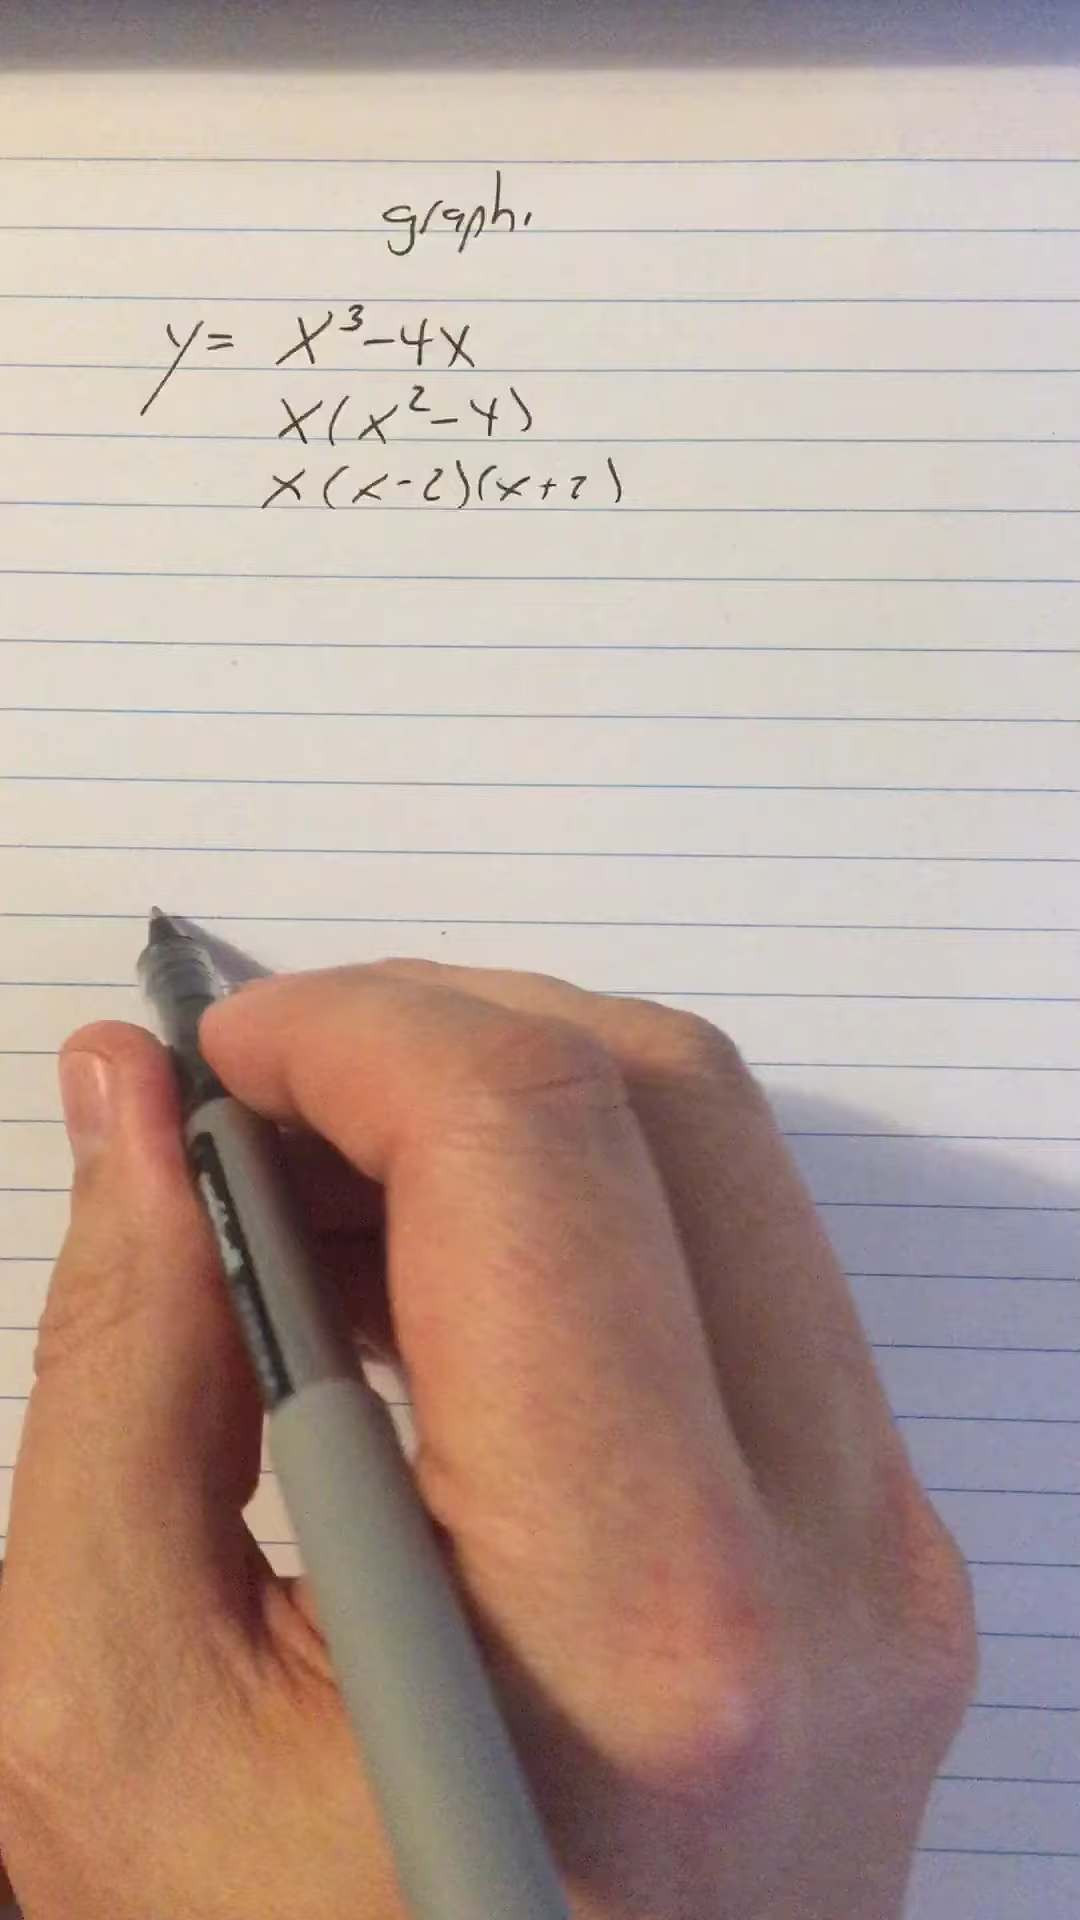 graph.
y = x³-4x
x(x²-4)
x(x-2)(x+2)